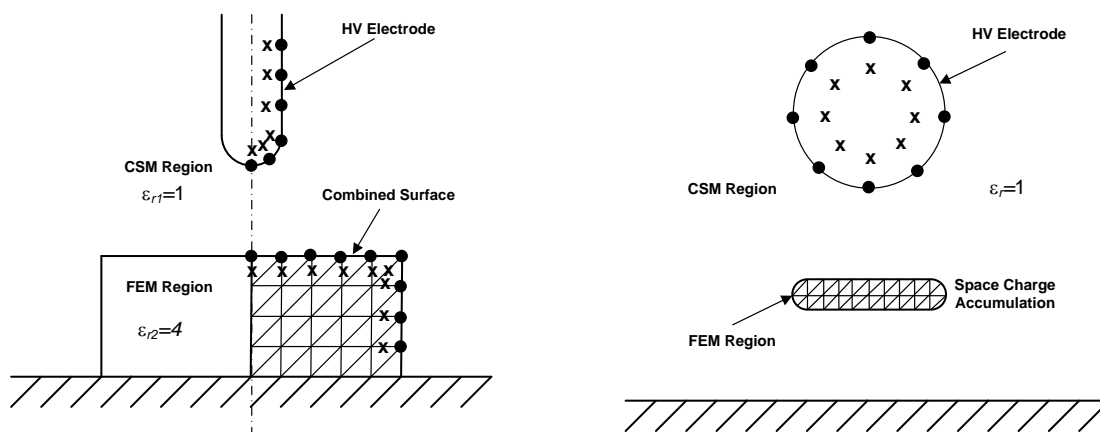 HV Electrode
CSM Region
εr1=1
Combined Surface
FEM Region
εr2=4
HV Electrode
CSM Region
εr=1
Space Charge
Accumulation
FEM Region